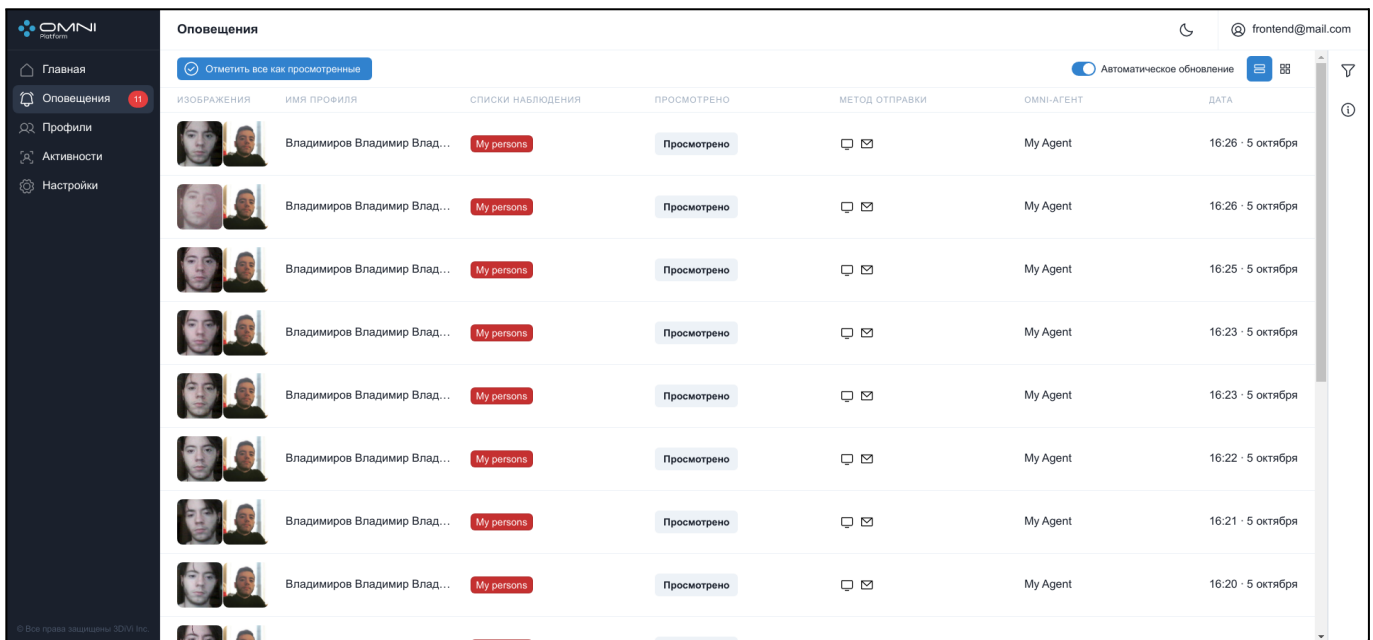 OMNI
Platform
Оповещения
frontend@mail.com
Главная
Оповещения 11
Профили
Активности
Настройки
Отметить все как просмотренные
Автоматическое обновление
ИЗОБРАЖЕНИЯ ИМЯ ПРОФИЛЯ СПИСКИ НАБЛЮДЕНИЯ ПРОСМОТРЕНО МЕТОД ОТПРАВКИ OMNI-АГЕНТ ДАТА
Владимиров Владимир Влад... My persons Просмотрено My Agent 16:26 · 5 октября
Владимиров Владимир Влад... My persons Просмотрено My Agent 16:26 · 5 октября
Владимиров Владимир Влад... My persons Просмотрено My Agent 16:25 · 5 октября
Владимиров Владимир Влад... My persons Просмотрено My Agent 16:23 · 5 октября
Владимиров Владимир Влад... My persons Просмотрено My Agent 16:23 · 5 октября
Владимиров Владимир Влад... My persons Просмотрено My Agent 16:22 · 5 октября
Владимиров Владимир Влад... My persons Просмотрено My Agent 16:21 · 5 октября
Владимиров Владимир Влад... My persons Просмотрено My Agent 16:20 · 5 октября
© Все права защищены 3DiVi Inc.